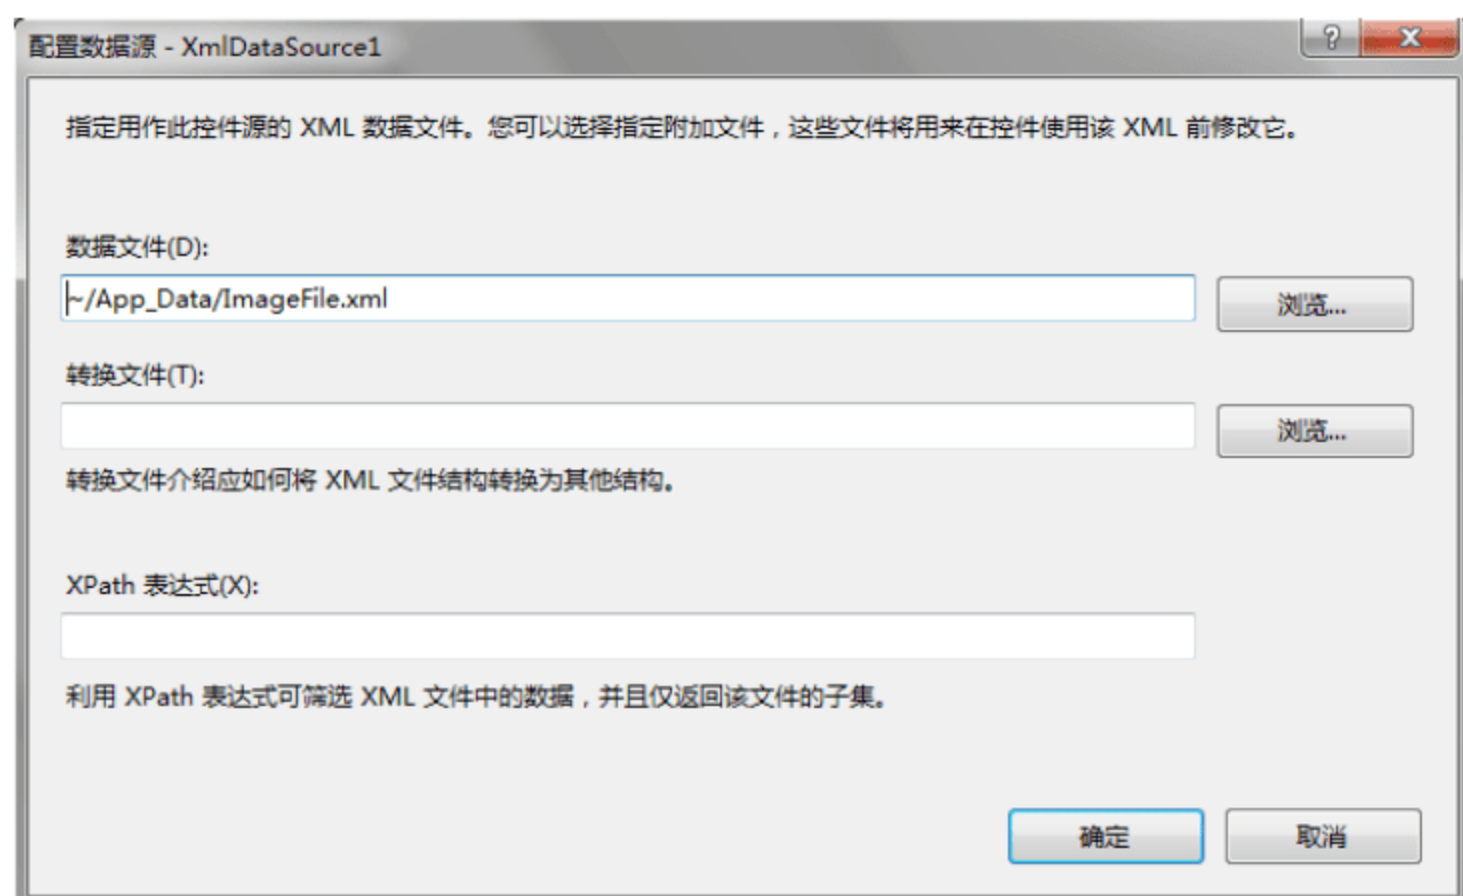 配置数据源 - XmlDataSource1
指定用作此控件源的 XML 数据文件。您可以选择指定附加文件，这些文件将用来在控件使用该 XML 前修改它。
数据文件(D):
~/App_Data/ImageFile.xml
浏览...
转换文件(T):
浏览...
转换文件介绍应如何将 XML 文件结构转换为其他结构。
XPath 表达式(X):
利用 XPath 表达式可筛选 XML 文件中的数据，并且仅返回该文件的子集。
确定
取消